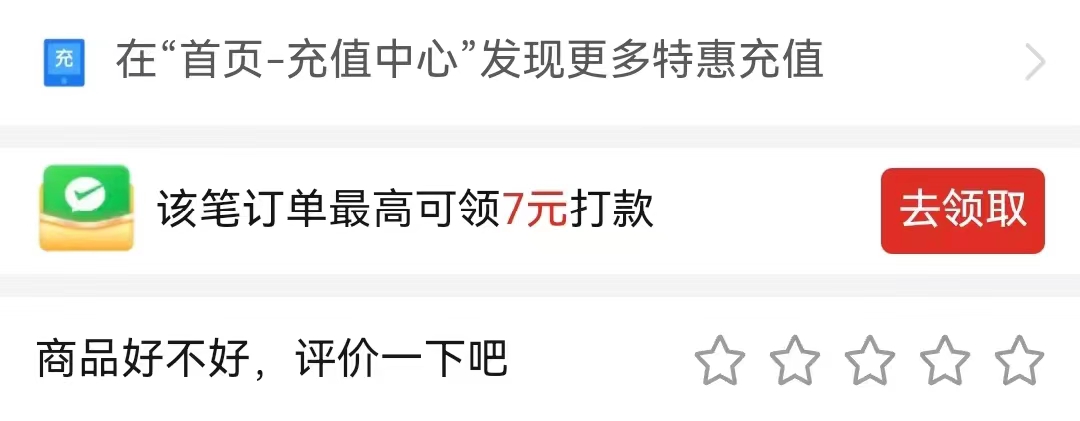 充
在“首页-充值中心”发现更多特惠充值
该笔订单最高可领7元打款
去领取
商品好不好，评价一下吧